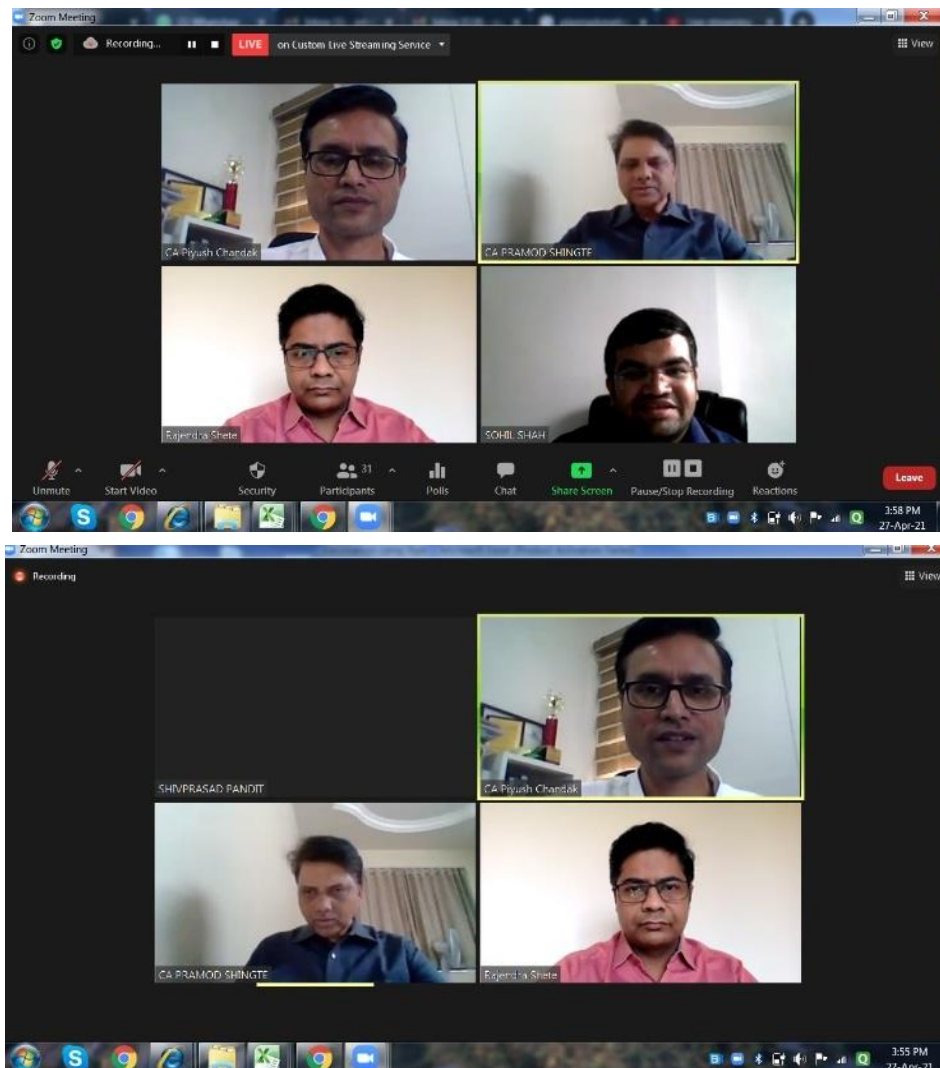 Zoom Meeting
Recording...
LIVE on Custom Live Streaming Service
View
CA Piyush Chandak
CA PRAMOD SHINGTE
Rajendra Shete
SOHIL SHAH
Unmute
Start Video
Security
31
Participants
Polls
Chat
Share Screen
Pause/Stop Recording
Reactions
Leave
3:58 PM
27-Apr-21
Zoom Meeting
Recording
View
SHIVPRASAD PANDIT
CA Piyush Chandak
CA PRAMOD SHINGTE
Rajendra Shete
3:55 PM
27-Apr-21